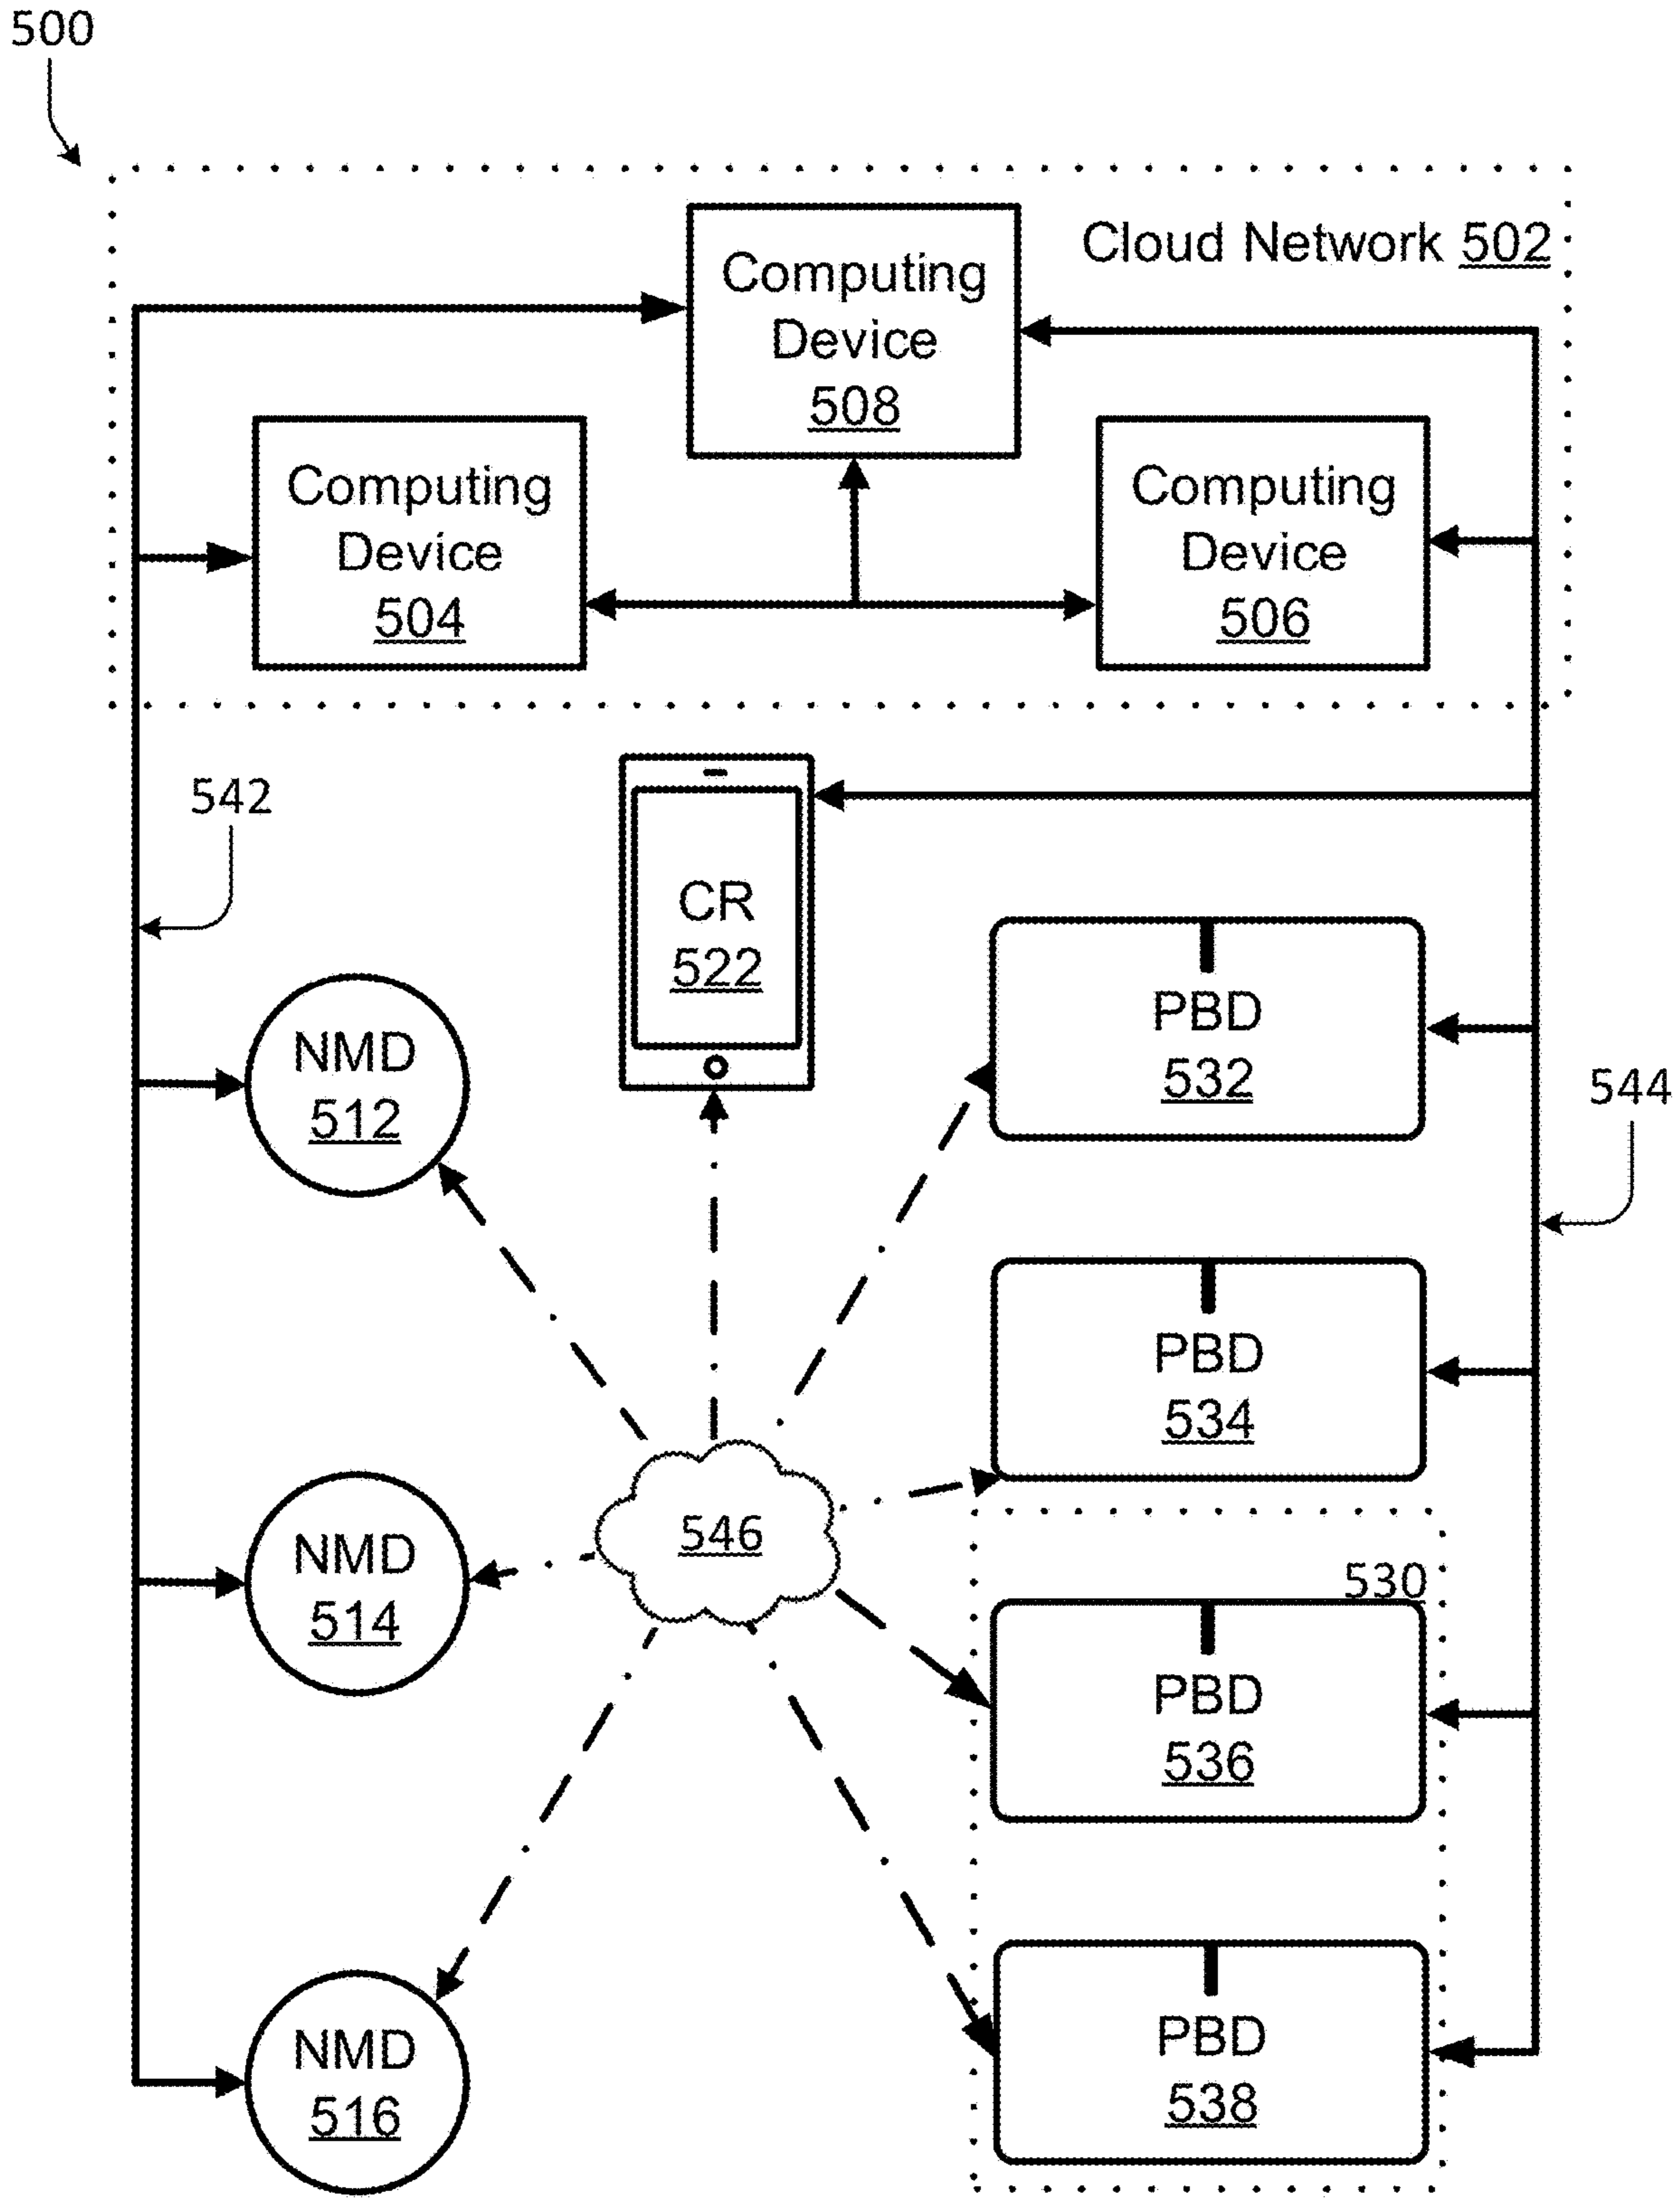 500
Cloud Network 502
Computing
Device
508
Computing
Device
504
Computing
Device
506
542
CR
522
NMD
512
PBD
532
544
PBD
534
546
NMD
514
530
PBD
536
NMD
516
PBD
538